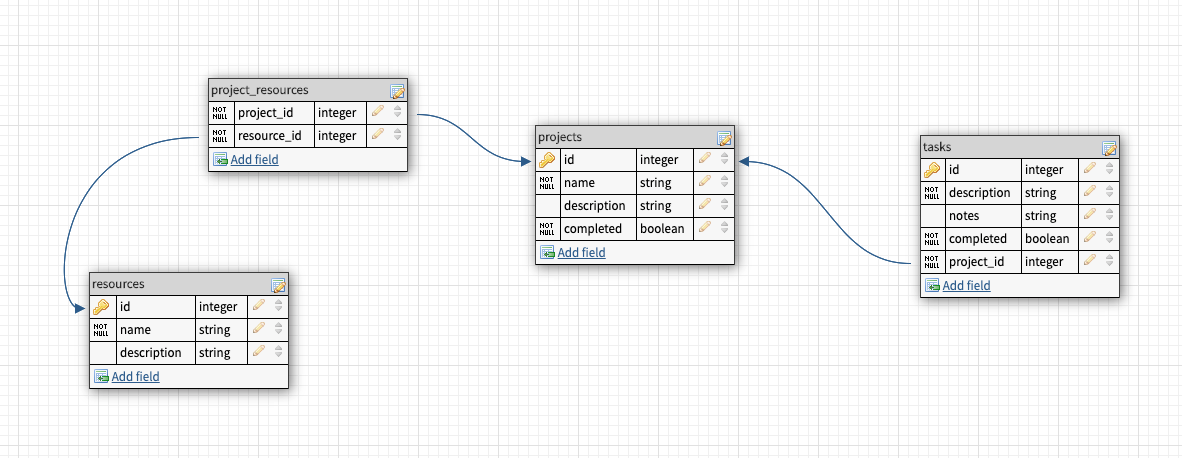 project_resources
NOT NULL project_id integer
NOT NULL resource_id integer
Add field
projects
id integer
NOT NULL name string
description string
NOT NULL completed boolean
Add field
tasks
id integer
NOT NULL description string
notes string
NOT NULL completed boolean
NOT NULL project_id integer
Add field
resources
id integer
NOT NULL name string
description string
Add field